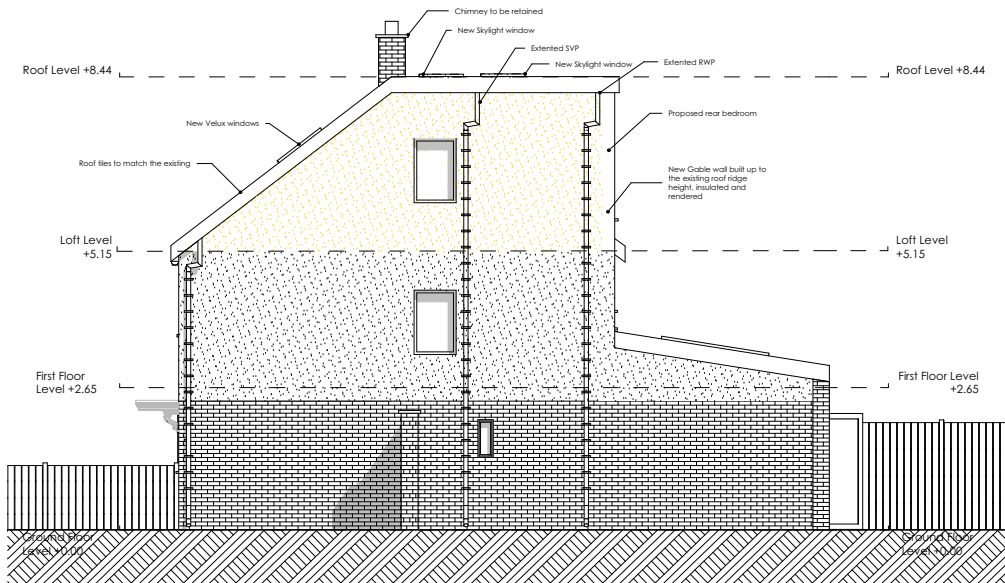 Chimney to be retained
New Skylight window
Extented SVP
New Skylight window
Extented RWP
Roof Level +8.44
Roof Level +8.44
Proposed rear bedroom
New Velux windows
Roof tiles to match the existing
New Gable wall built up to
the existing roof ridge
height, insulated and
rendered
Loft Level
+5.15
Loft Level
+5.15
First Floor
Level +2.65
First Floor Level
+2.65
Ground Floor
Level +0.00
Ground Floor
Level +0.00